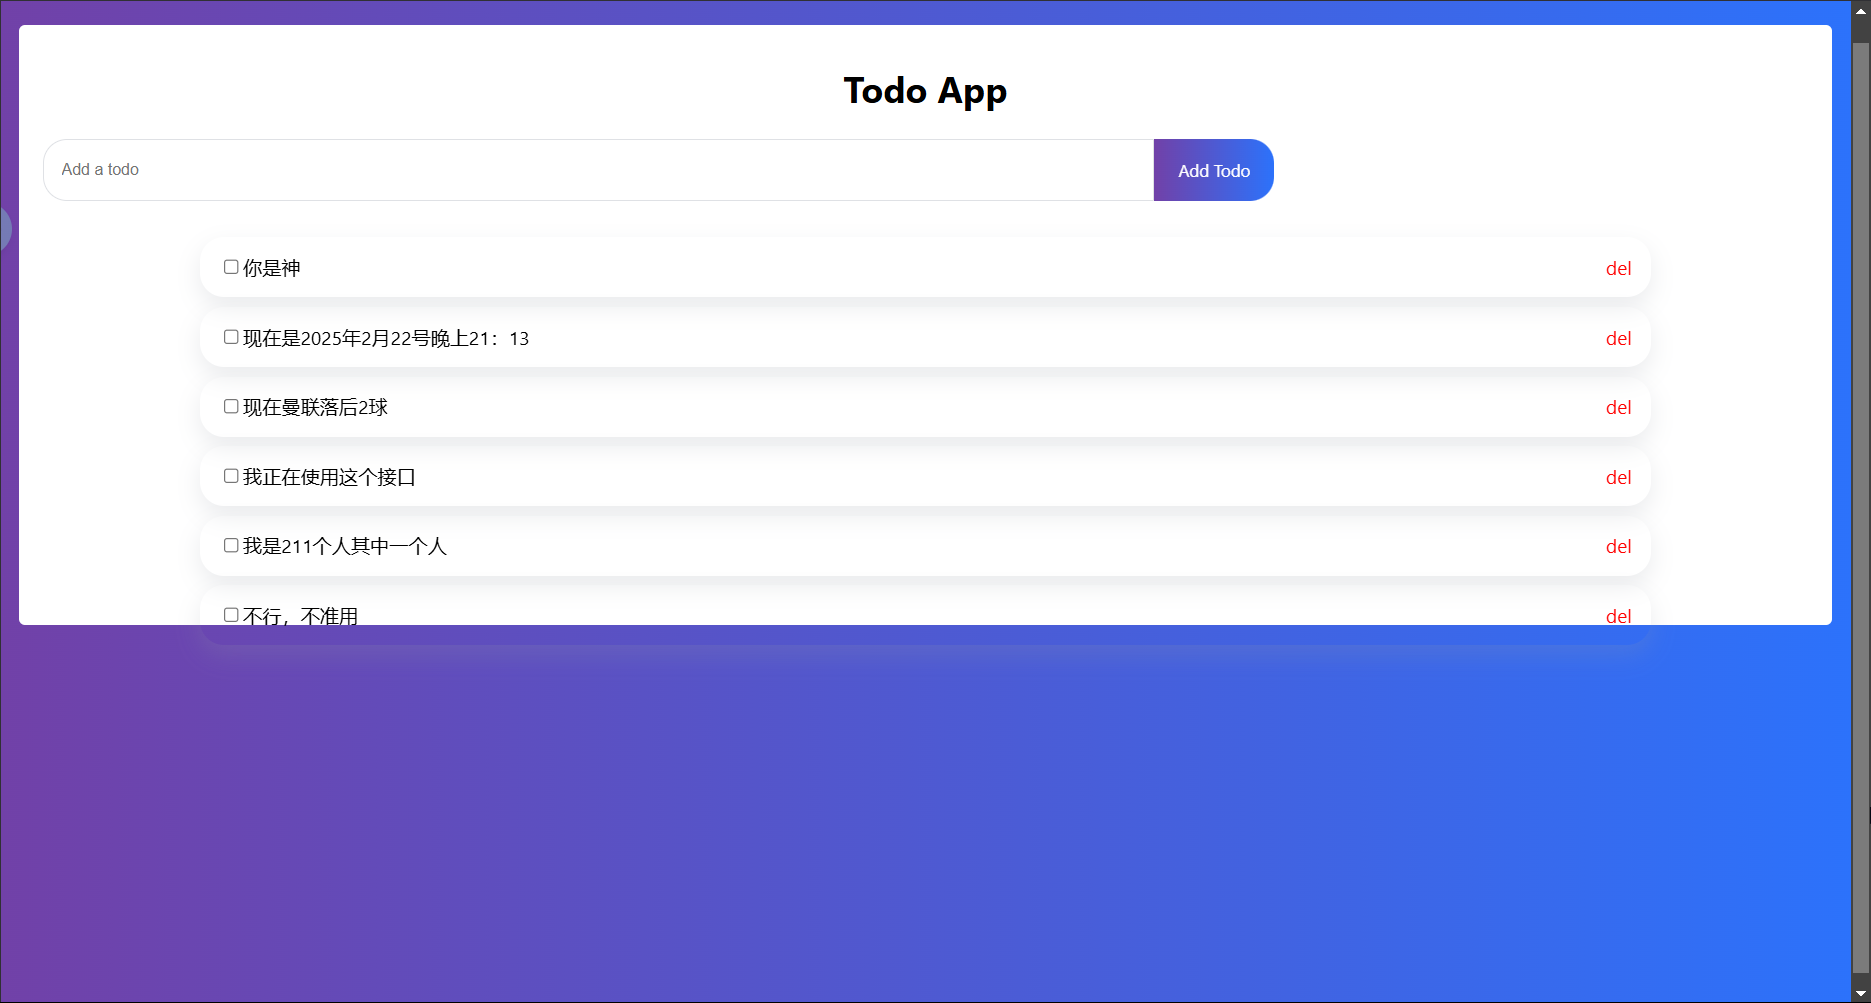 Todo App
Add a todo
Add Todo
你是神 del
现在是2025年2月22号晚上21：13 del
现在曼联落后2球 del
我正在使用这个接口 del
我是211个人其中一个人 del
不行，不准用 del